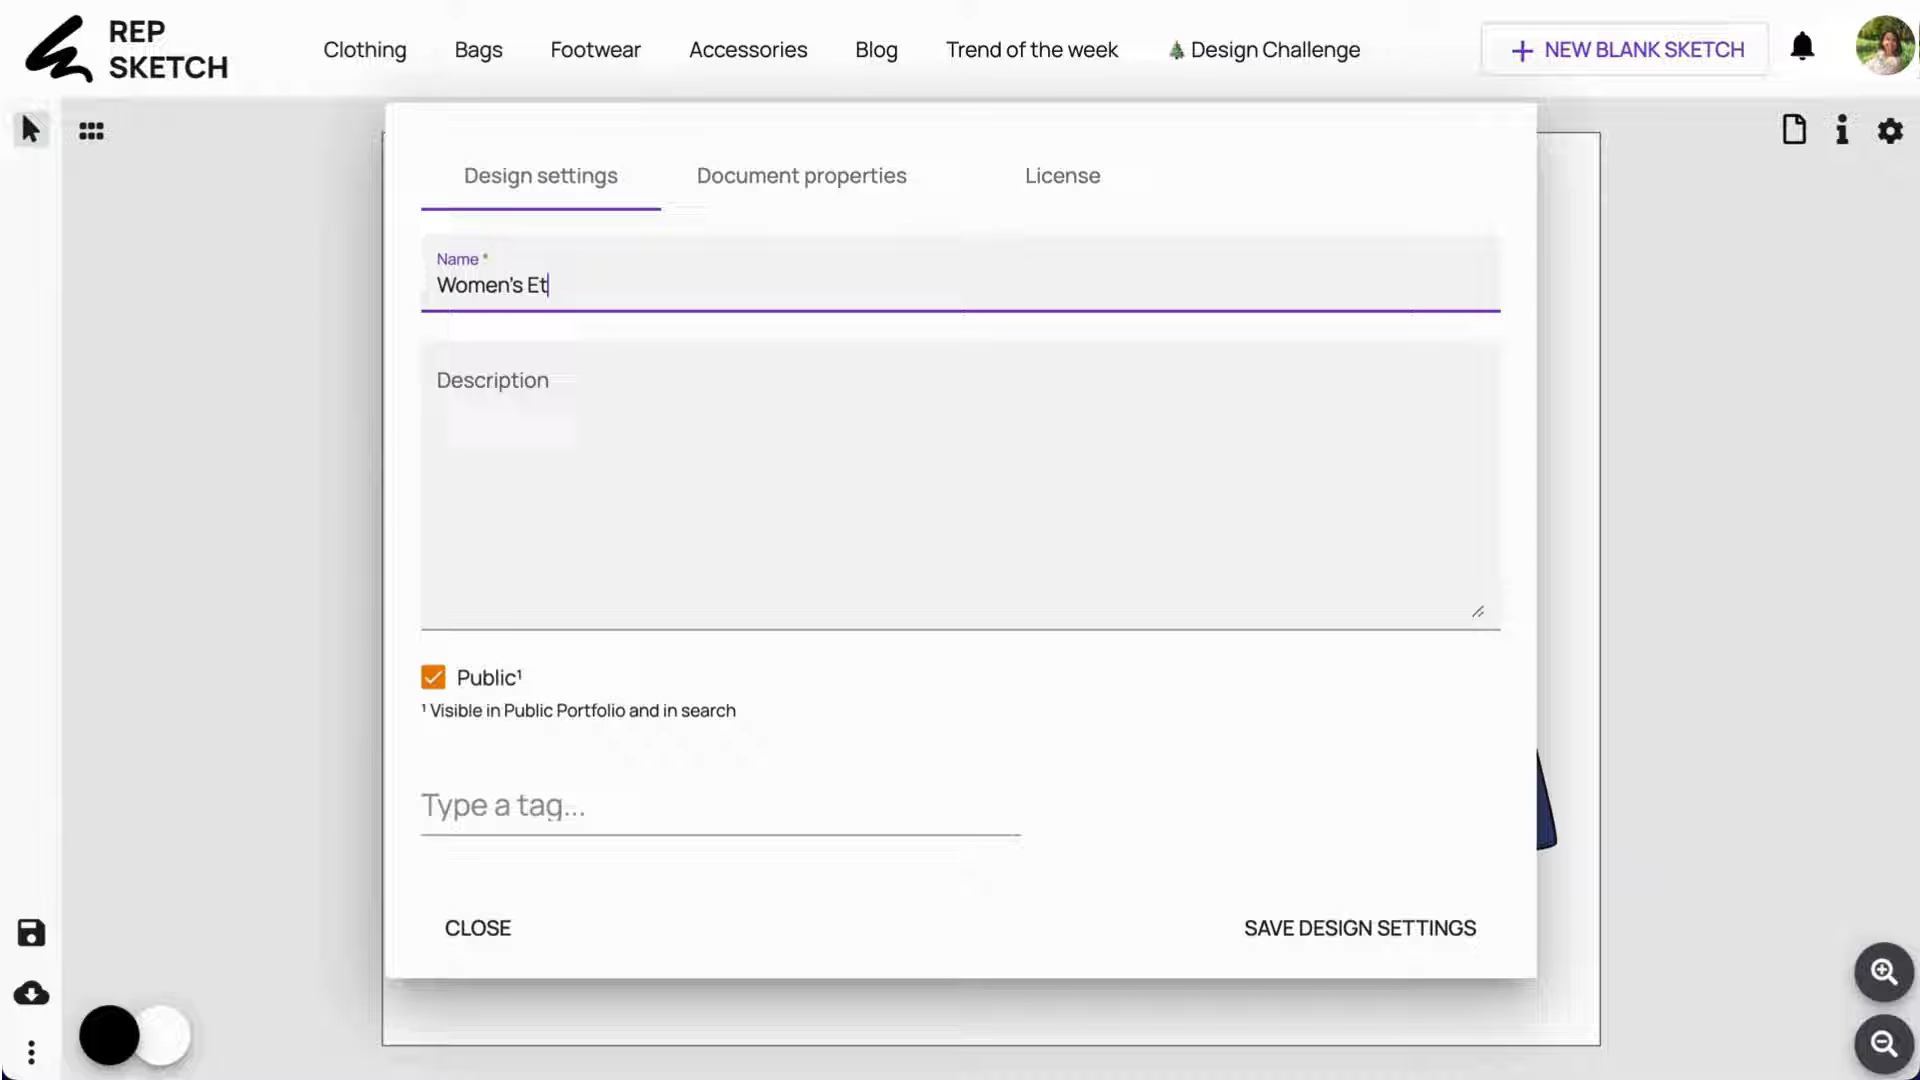 REP
SKETCH
Clothing Bags Footwear Accessories Blog Trend of the week Design Challenge
NEW BLANK SKETCH
Design settings Document properties License
Name *
Women's Et
Description
Public¹
¹ Visible in Public Portfolio and in search
Type a tag...
CLOSE SAVE DESIGN SETTINGS